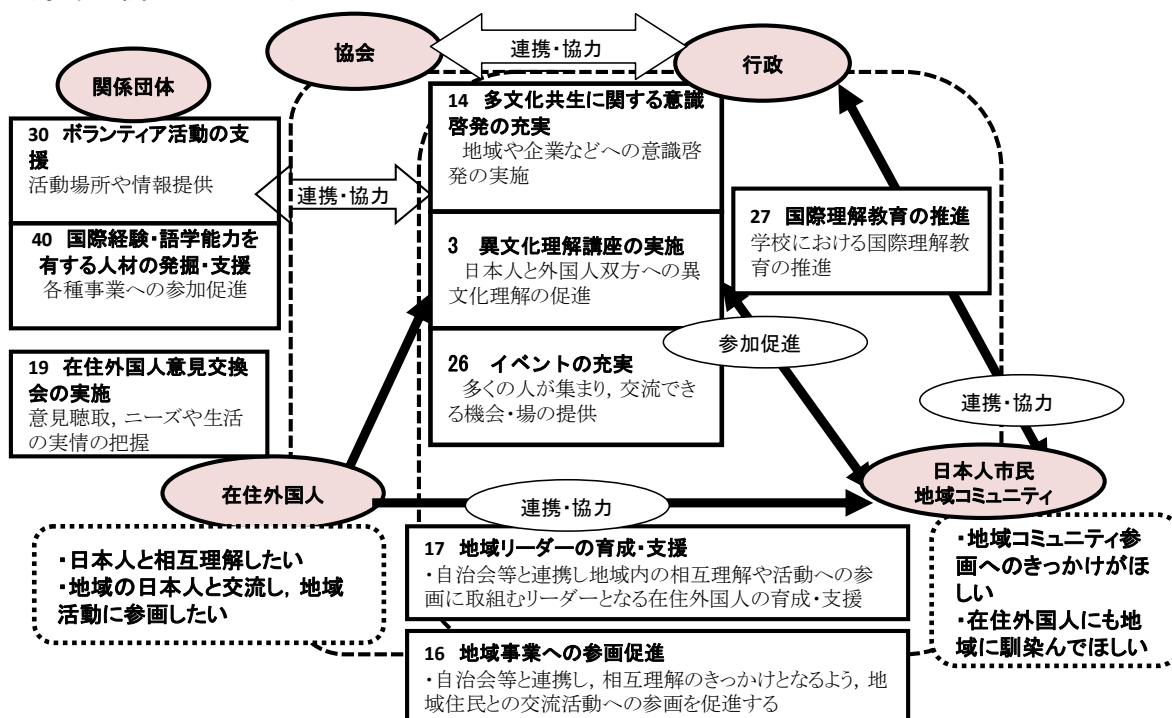 協会
連携・協力
行政
関係団体
30 ボランティア活動の支
援
活動場所や情報提供
40 国際経験・語学能力を
有する人材の発掘・支援
各種事業への参加促進
連携・協力
14 多文化共生に関する意識
啓発の充実
地域や企業などへの意識啓
発の実施
3 異文化理解講座の実施
日本人と外国人双方への異
文化理解の促進
26 イベントの充実
多くの人が集まり，交流でき
る機会・場の提供
27 国際理解教育の推進
学校における国際理解教
育の推進
参加促進
連携・協力
19 在住外国人意見交換
会の実施
意見聴取，ニーズや生活
の実情の把握
在住外国人
連携・協力
日本人市民
地域コミュニティ
・日本人と相互理解したい
・地域の日本人と交流し，地域
活動に参画したい
17 地域リーダーの育成・支援
・自治会等と連携し地域内の相互理解や活動への参
画に取組むリーダーとなる在住外国人の育成・支援
16 地域事業への参画促進
・自治会等と連携し，相互理解のきっかけとなるよう，地
域住民との交流活動への参画を促進する
・地域コミュニティ参
画へのきっかけがほ
しい
・在住外国人にも地
域に馴染んでほしい